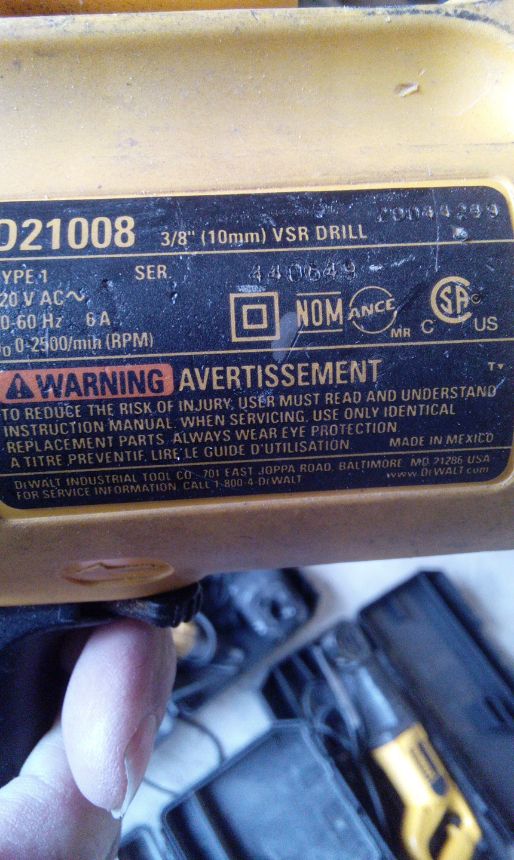 D21008 3/8" (10mm) VSR DRILL
TYPE 1 SER. 440649
20 V AC~
0-60 Hz 6 A
0-2500/min (RPM)
NOM ANCE MR
C SA US
WARNING AVERTISSEMENT
TO REDUCE THE RISK OF INJURY, USER MUST READ AND UNDERSTAND
INSTRUCTION MANUAL. WHEN SERVICING, USE ONLY IDENTICAL
REPLACEMENT PARTS. ALWAYS WEAR EYE PROTECTION.
A TITRE PREVENTIF, LIRE LE GUIDE D'UTILISATION. MADE IN MEXICO
DEWALT INDUSTRIAL TOOL CO., 701 EAST JOPPA ROAD, BALTIMORE, MD 21286 USA
FOR SERVICE INFORMATION, CALL 1-800-4-DEWALT www.DEWALT.com